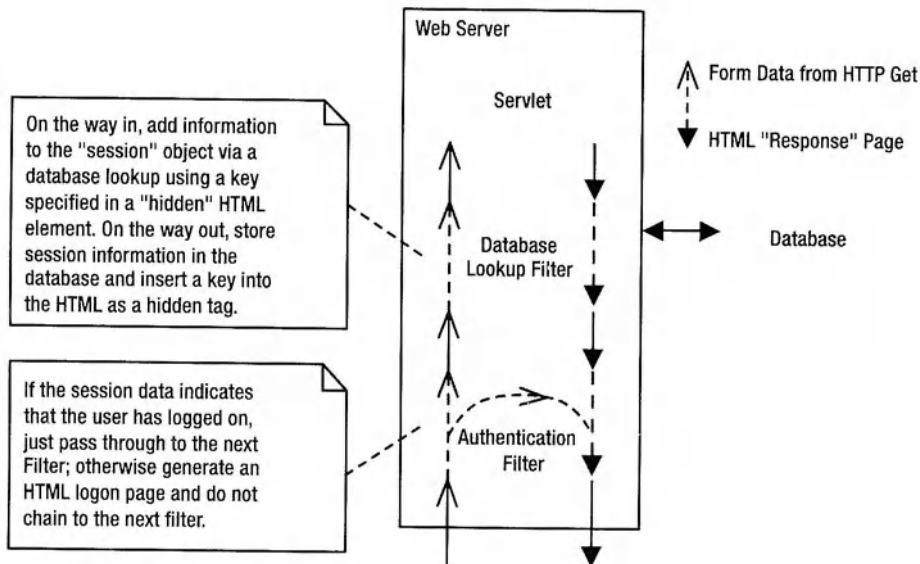 Web Server
Servlet
Form Data from HTTP Get
HTML "Response" Page
On the way in, add information
to the "session" object via a
database lookup using a key
specified in a "hidden" HTML
element. On the way out, store
session information in the
database and insert a key into
the HTML as a hidden tag.
Database
Lookup Filter
Database
If the session data indicates
that the user has logged on,
just pass through to the next
Filter; otherwise generate an
HTML logon page and do not
chain to the next filter.
Authentication
Filter